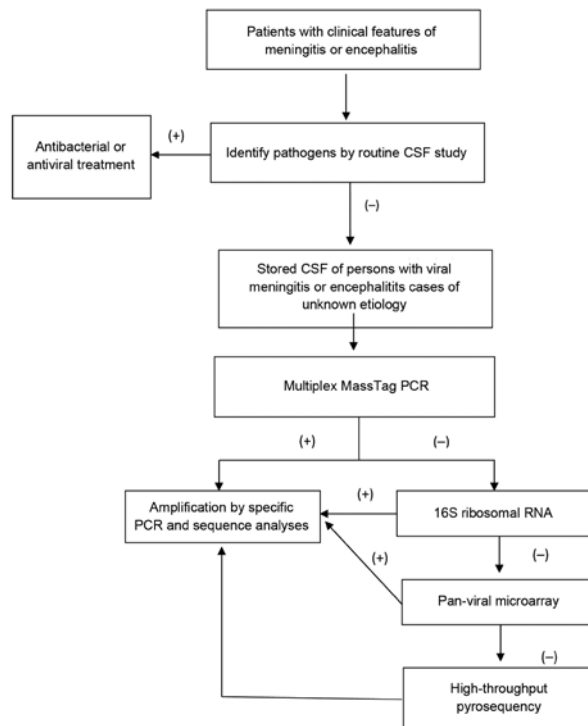 Patients with clinical features of
meningitis or encephalitis
(+)
Antibacterial or
antiviral treatment
Identify pathogens by routine CSF study
(–)
Stored CSF of persons with viral
meningitis or encephalitits cases of
unknown etiology
Multiplex MassTag PCR
(+)
(–)
Amplification by specific
PCR and sequence analyses
(+)
16S ribosomal RNA
(+)
(–)
Pan-viral microarray
(–)
High-throughput
pyrosequency